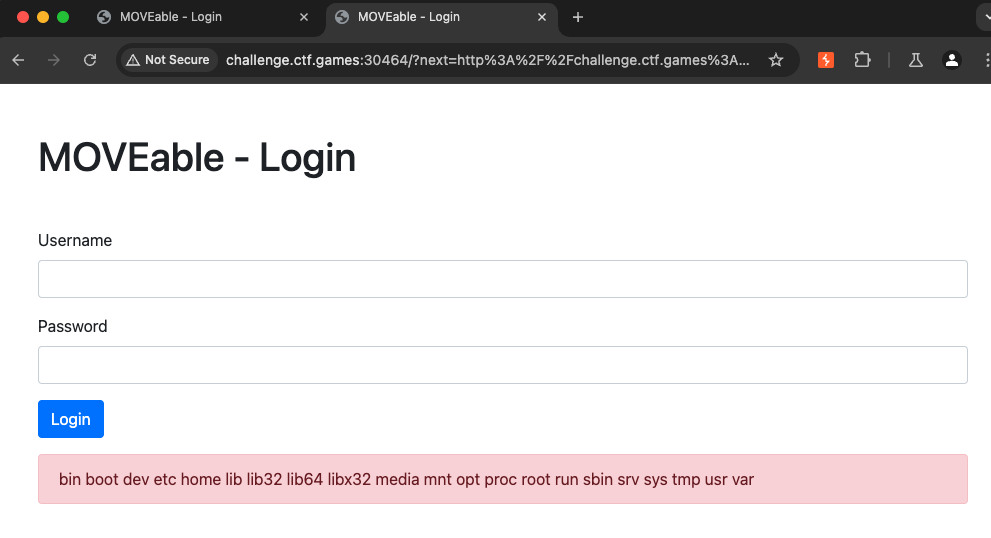 MOVEable - Login
MOVEable - Login
Not Secure challenge.ctf.games:30464/?next=http%3A%2F%2Fchallenge.ctf.games%3A...
MOVEable - Login
Username
Password
Login
bin boot dev etc home lib lib32 lib64 libx32 media mnt opt proc root run sbin srv sys tmp usr var